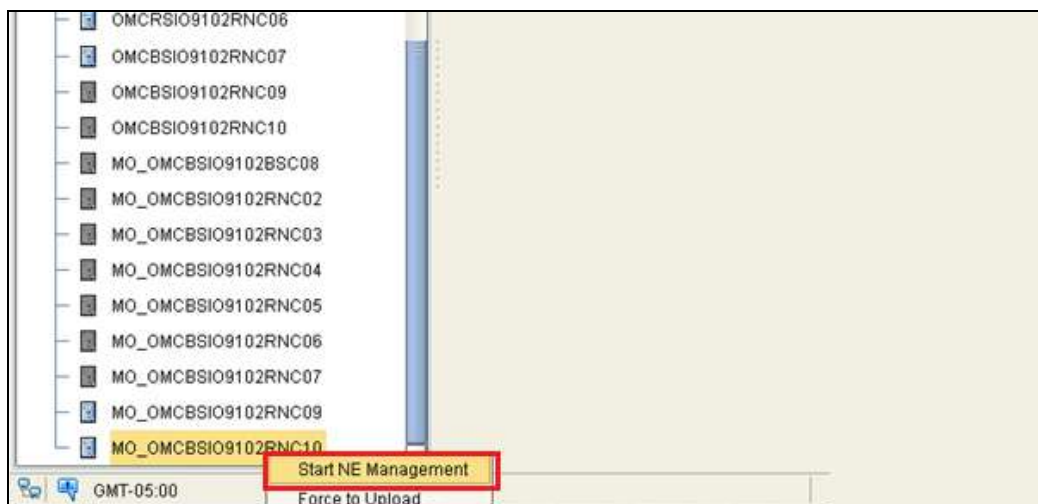 OMCRSIO9102RNC06
OMCBSIO9102RNC07
OMCBSIO9102RNC09
OMCBSIO9102RNC10
MO_OMCBSIO9102BSC08
MO_OMCBSIO9102RNC02
MO_OMCBSIO9102RNC03
MO_OMCBSIO9102RNC04
MO_OMCBSIO9102RNC05
MO_OMCBSIO9102RNC06
MO_OMCBSIO9102RNC07
MO_OMCBSIO9102RNC09
MO_OMCBSIO9102RNC10
Start NE Management
GMT-05:00
Force to Upload